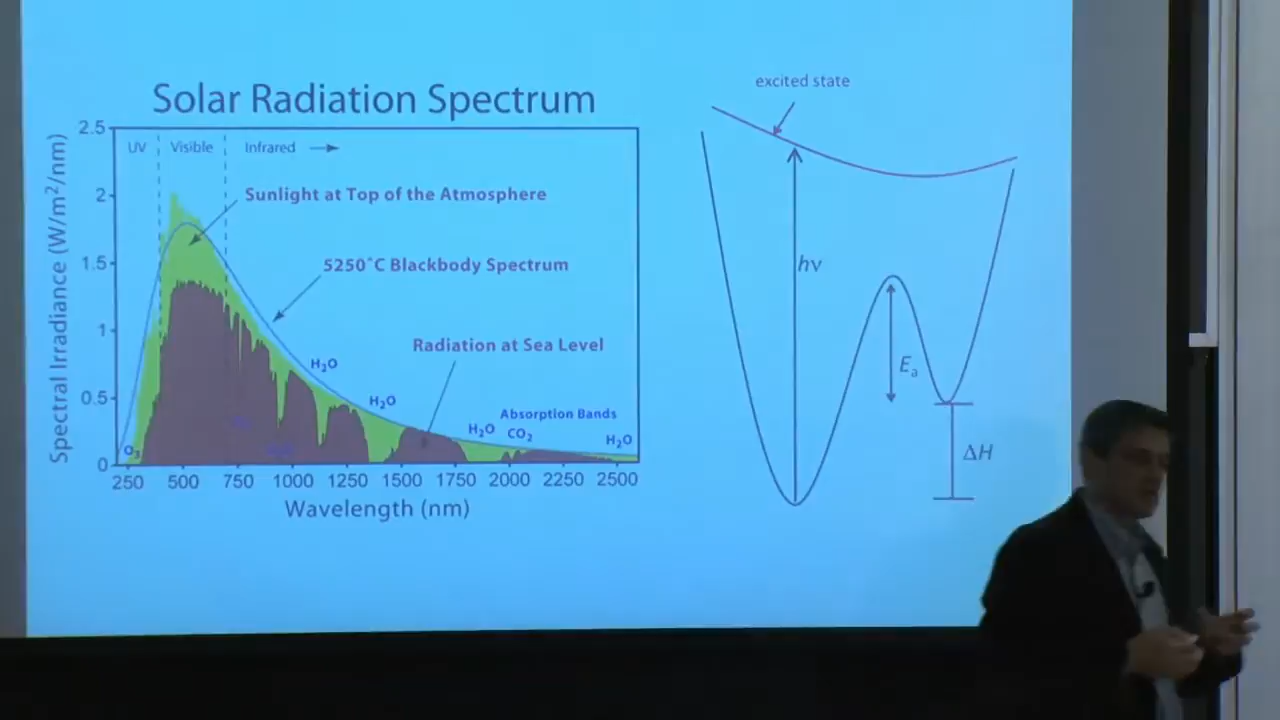 Solar Radiation Spectrum
UV
Visible
Infrared
Sunlight at Top of the Atmosphere
5250°C Blackbody Spectrum
Radiation at Sea Level
H₂O
H₂O
H₂O
Absorption Bands
CO₂
H₂O
O₃
Spectral Irradiance (W/m²/nm)
2.5
2
1.5
1
0.5
0
250 500 750 1000 1250 1500 1750 2000 2250 2500
Wavelength (nm)
excited state
hν
Eₐ
ΔH